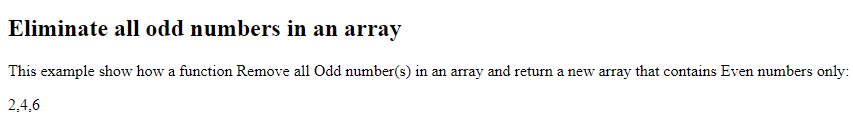 Eliminate all odd numbers in an array
This example show how a function Remove all Odd number(s) in an array and return a new array that contains Even numbers only:
2,4,6